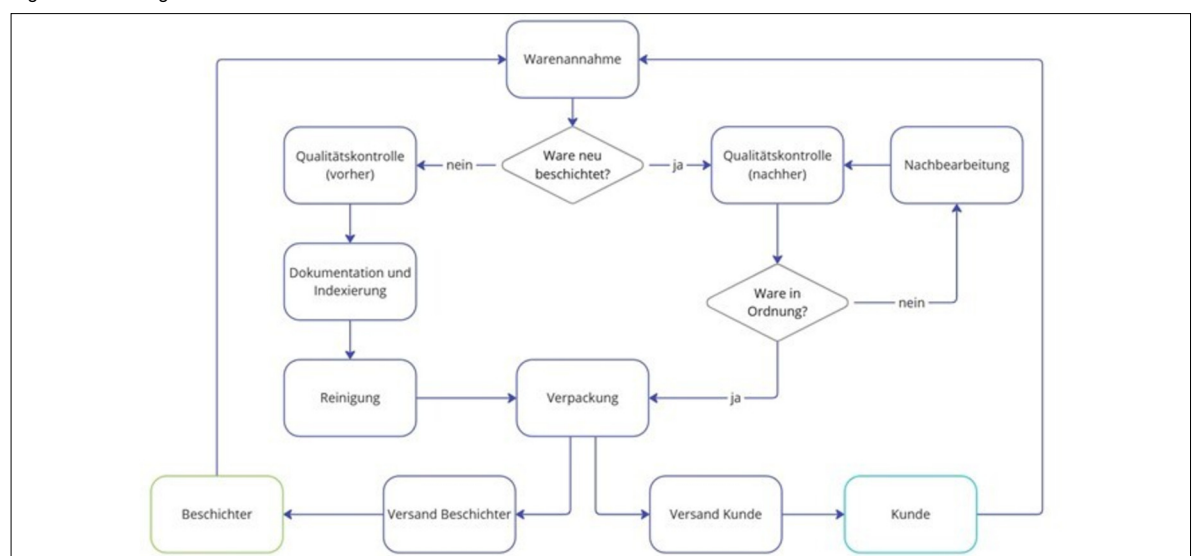 Warenannahme
Qualitätskontrolle
(vorher)
nein
Ware neu
beschichtet?
ja
Qualitätskontrolle
(nachher)
Nachbearbeitung
Dokumentation und
Indexierung
Ware in
Ordnung?
nein
Reinigung
Verpackung
ja
Beschichter
Versand Beschichter
Versand Kunde
Kunde